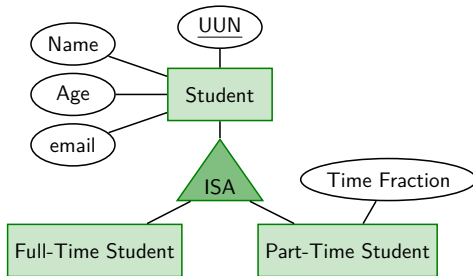 UUN
Name
Age
email
Student
ISA
Time Fraction
Full-Time Student
Part-Time Student